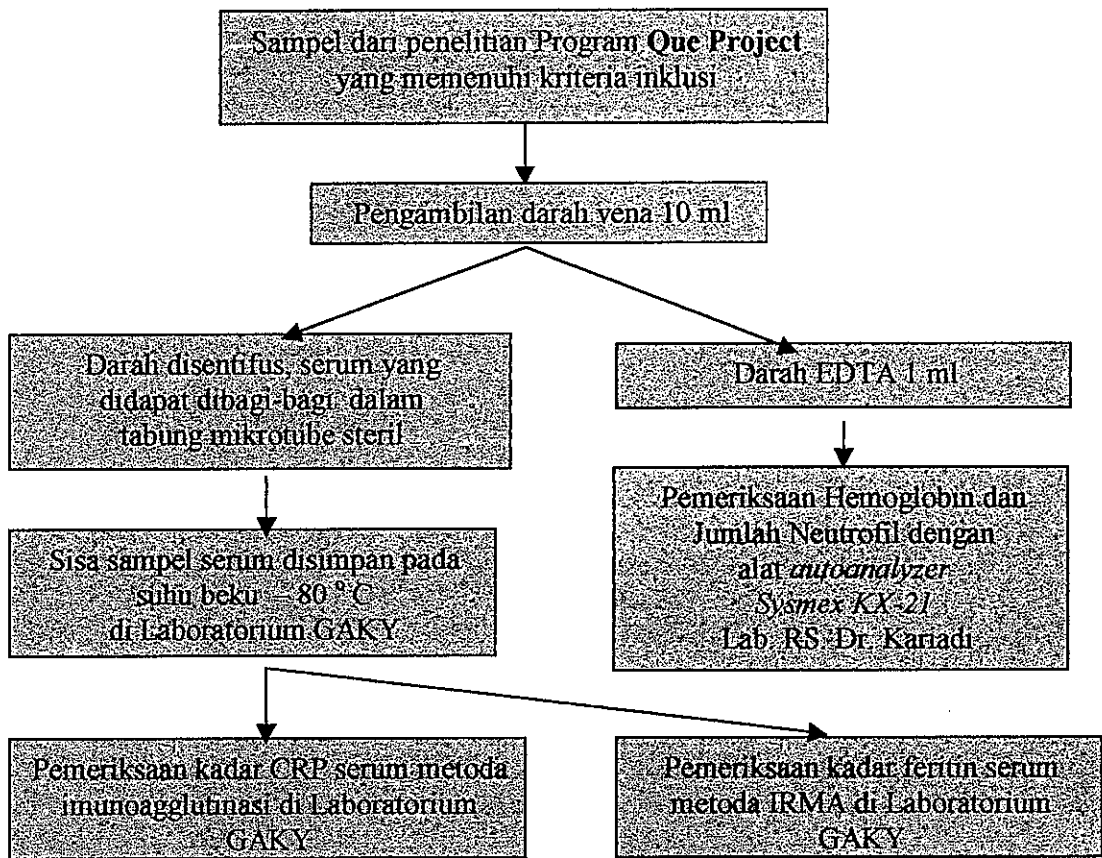 Sampel dari penelitian Program Que Project
yang memenuhi kriteria inklusi
Pengambilan darah vena 10 ml
Darah disentifus, serum yang
didapat dibagi-bagi dalam
tabung mikrotube steril
Darah EDTA 1 ml
Sisa sampel serum disimpan pada
suhu beku – 80 °C
di Laboratorium GAKY
Pemeriksaan Hemoglobin dan
Jumlah Neutrofil dengan
alat autoanalyzer
Sysmex KX-21
Lab. RS. Dr. Kariadi
Pemeriksaan kadar CRP serum metoda
imunoagglutinasi di Laboratorium
GAKY
Pemeriksaan kadar feritin serum
metoda IRMA di Laboratorium
GAKY